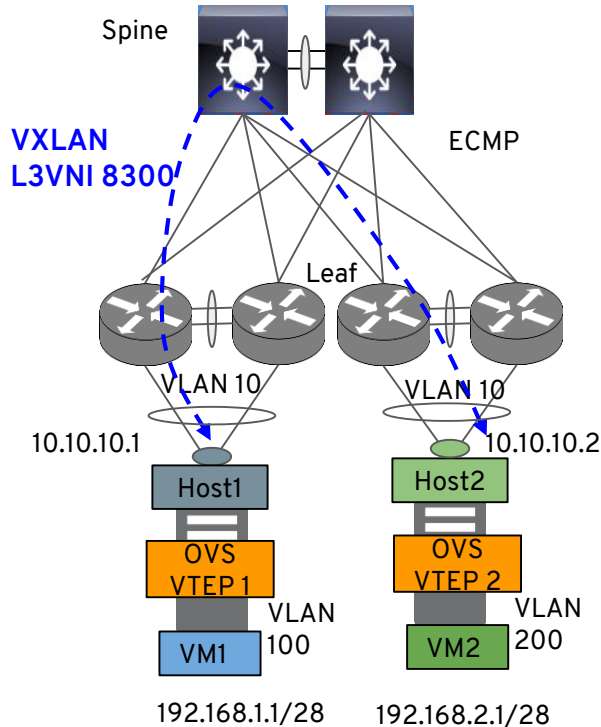 Spine
VXLAN
L3VNI 8300
ECMP
Leaf
VLAN 10
VLAN 10
10.10.10.1
10.10.10.2
Host1
Host2
OVS
VTEP 1
OVS
VTEP 2
VLAN
100
VLAN
200
VM1
VM2
192.168.1.1/28
192.168.2.1/28